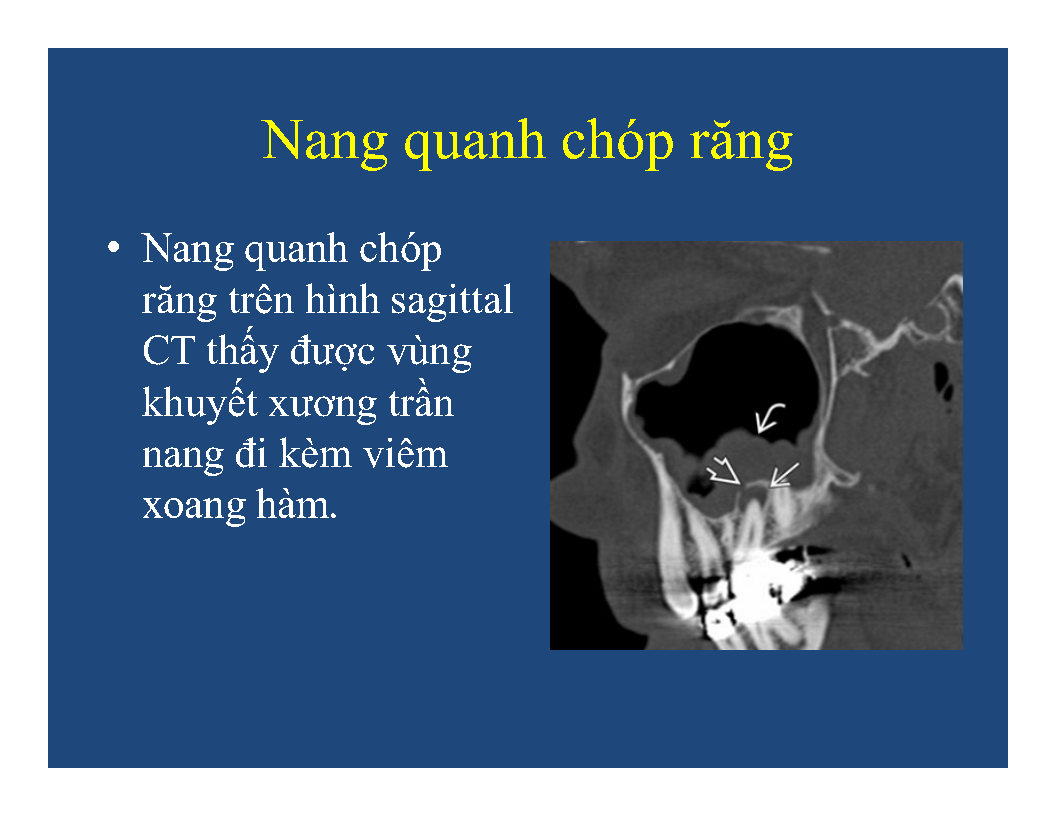 Nang quanh chóp răng
• Nang quanh chóp
răng trên hình sagittal
CT thấy được vùng
khuyết xương trần
nang đi kèm viêm
xoang hàm.